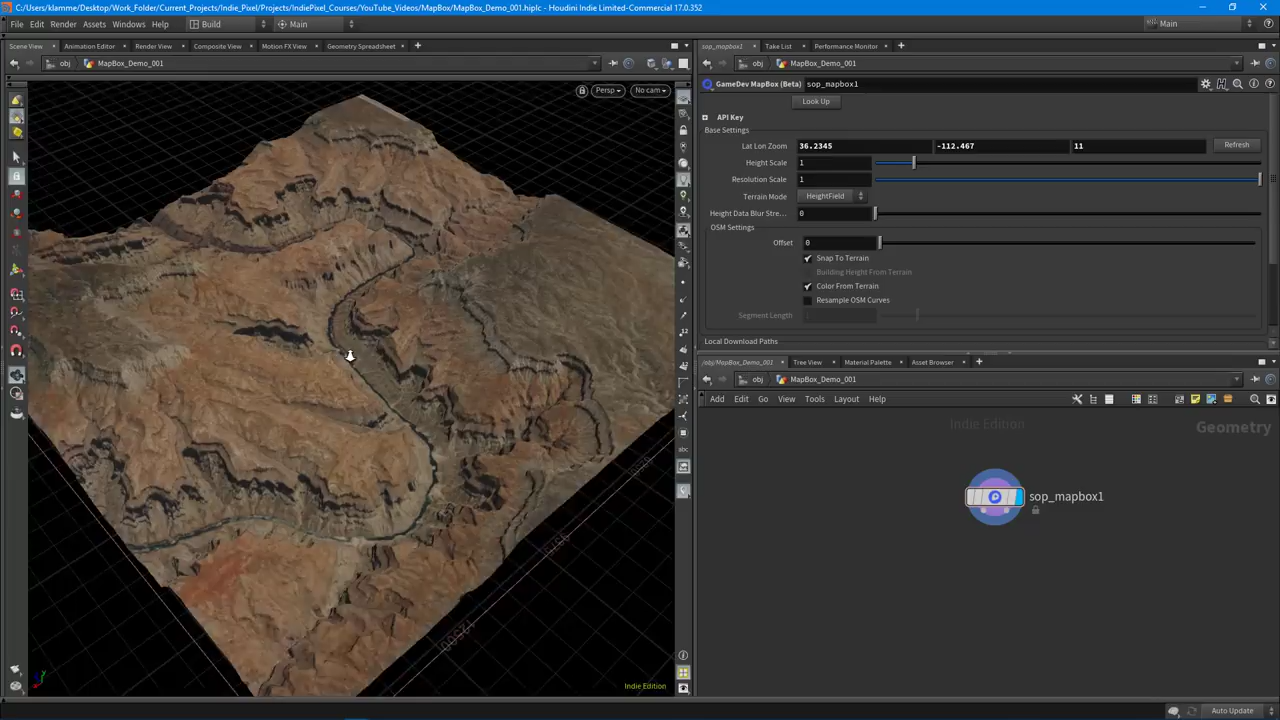 C:/Users/klamme/Desktop/Work_Folder/Current_Projects/Indie_Pixel/Projects/IndiePixel_Courses/YouTube_Videos/MapBox/MapBox_Demo_001.hiplc - Houdini Indie Limited-Commercial 17.0.352
File Edit Render Assets Windows Help Build Main Main
Scene View Animation Editor Render View Composite View Motion FX View Geometry Spreadsheet
sop_mapbox1 Take List Performance Monitor
obj MapBox_Demo_001
obj MapBox_Demo_001
Persp No cam
GameDev MapBox (Beta) sop_mapbox1
Look Up
API Key
Base Settings
Lat Lon Zoom 36.2345 -112.467 11 Refresh
Height Scale 1
Resolution Scale 1
Terrain Mode HeightField
Height Data Blur Stre... 0
OSM Settings
Offset 0
Snap To Terrain
Building Height From Terrain
Color From Terrain
Resample OSM Curves
Segment Length 1
Local Download Paths
/obj/MapBox_Demo_001 Tree View Material Palette Asset Browser
obj MapBox_Demo_001
Add Edit Go View Tools Layout Help
Indie Edition
Geometry
sop_mapbox1
abc
12500
Indie Edition
Auto Update